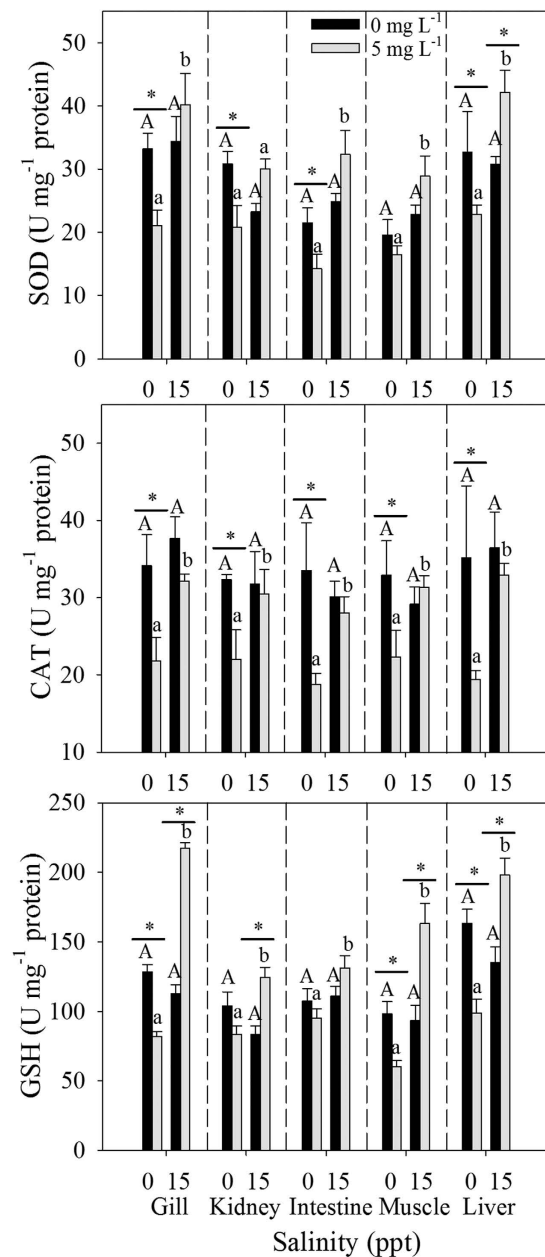 50
0 mg L-1
5 mg L-1
* b * b
40
* A A * A
* b A
30
A a b A
* A A A
20
a A a a a
A a
10
0
SOD (U mg-1 protein)
0 15 0 15 0 15 0 15 0 15
50
*
A
* A *
40
A A * A
* A b A A b
30
A b A b A b
a a a
20
a a
10
CAT (U mg-1 protein)
0 15 0 15 0 15 0 15 0 15
250
* b
200
* b
* b *
150
* A * b A A
A A b A A *
100
A A a A A
a a a a
50
0
GSH (U mg-1 protein)
0 15 0 15 0 15 0 15 0 15
Gill Kidney Intestine Muscle Liver
Salinity (ppt)